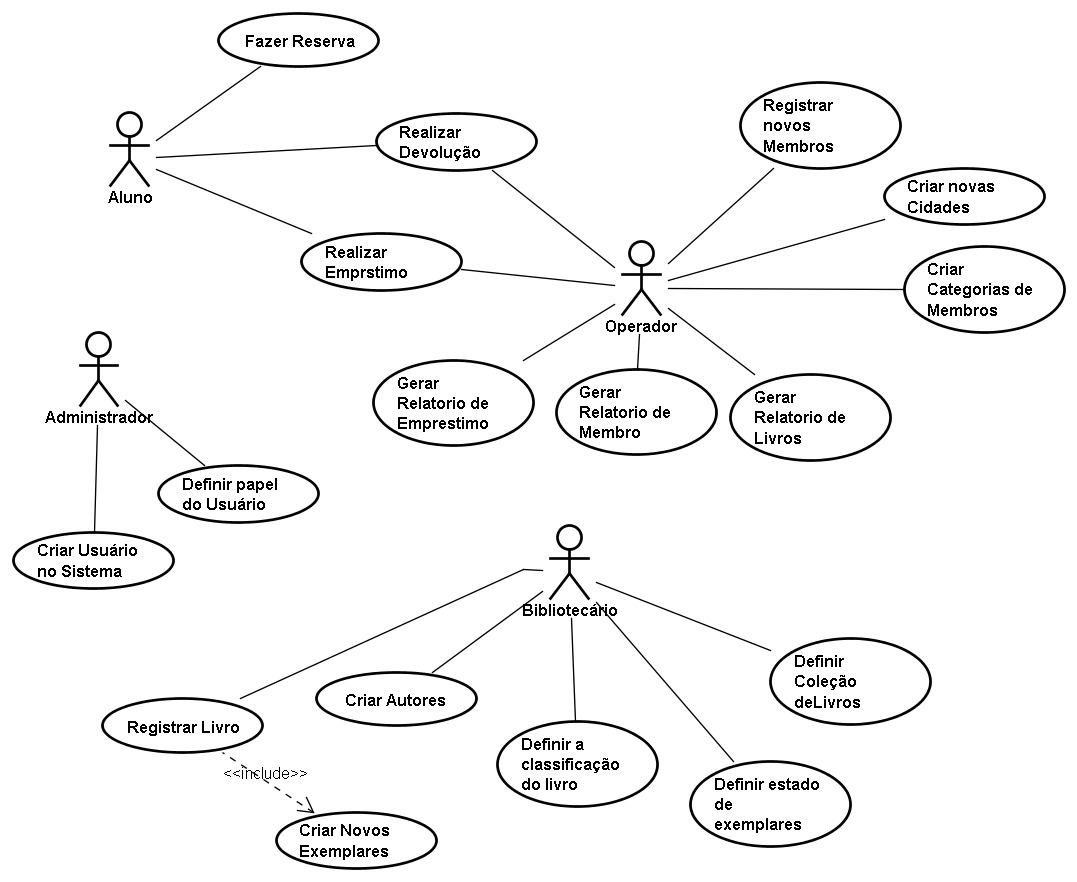 Fazer Reserva
Realizar
Devolução
Registrar
novos
Membros
Aluno
Criar novas
Cidades
Realizar
Emprstimo
Criar
Categorias de
Membros
Operador
Administrador
Gerar
Relatorio de
Emprestimo
Gerar
Relatorio de
Membro
Gerar
Relatorio de
Livros
Definir papel
do Usuário
Criar Usuário
no Sistema
Bibliotecário
Definir
Coleção
deLivros
Criar Autores
Registrar Livro
Definir a
classificação
do livro
<<include>>
Definir estado
de
exemplares
Criar Novos
Exemplares